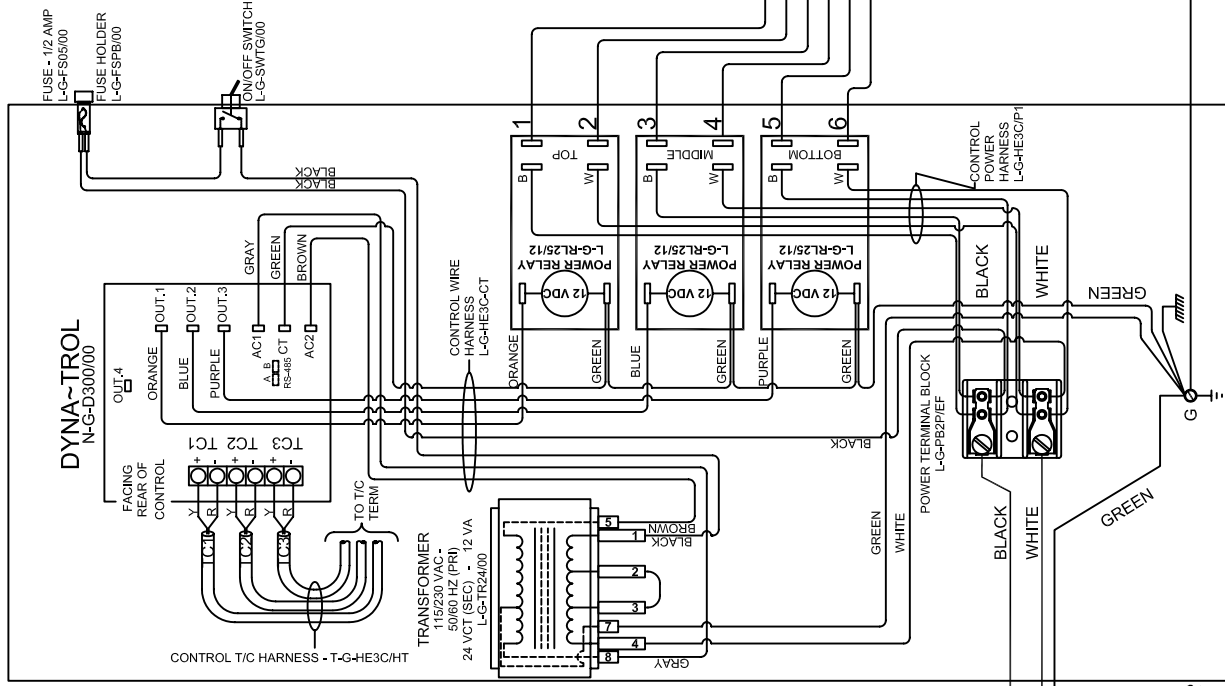 FUSE - 1/2 AMP
L-G-FS05/00
FUSE HOLDER
L-G-FSPB/00
ON/OFF SWITCH
L-G-SWTG/00
BLACK
BLACK
DYNA~TROL
N-G-D300/00
OUT.4
OUT.1
OUT.2
OUT.3
ORANGE
BLUE
PURPLE
AC1
CT
AC2
A B
RS-485
GRAY
GREEN
BROWN
FACING
REAR OF
CONTROL
TC1
TC2
TC3
+
-
+
-
+
-
Y
R
Y
R
Y
R
C1
C2
C3
TO T/C
TERM
CONTROL T/C HARNESS - T-G-HE3C/HT
CONTROL WIRE
HARNESS
L-G-HE3C-CT
TRANSFORMER
115/230 VAC -
50/60 HZ (PRI)
24 VCT (SEC) - 12 VA
L-G-TR24/00
5
1
2
3
7
4
8
BROWN
BLACK
GRAY
1
2
3
4
5
6
TOP
MIDDLE
BOTTOM
B
W
B
W
B
W
POWER RELAY
L-G-RL25/12
POWER RELAY
L-G-RL25/12
POWER RELAY
L-G-RL25/12
12 VDC
12 VDC
12 VDC
ORANGE
GREEN
BLUE
GREEN
PURPLE
GREEN
BLACK
GREEN
WHITE
CONTROL
POWER
HARNESS
L-G-HE3C/P1
BLACK
WHITE
GREEN
POWER TERMINAL BLOCK
L-G-PB2P/EF
BLACK
WHITE
GREEN
G